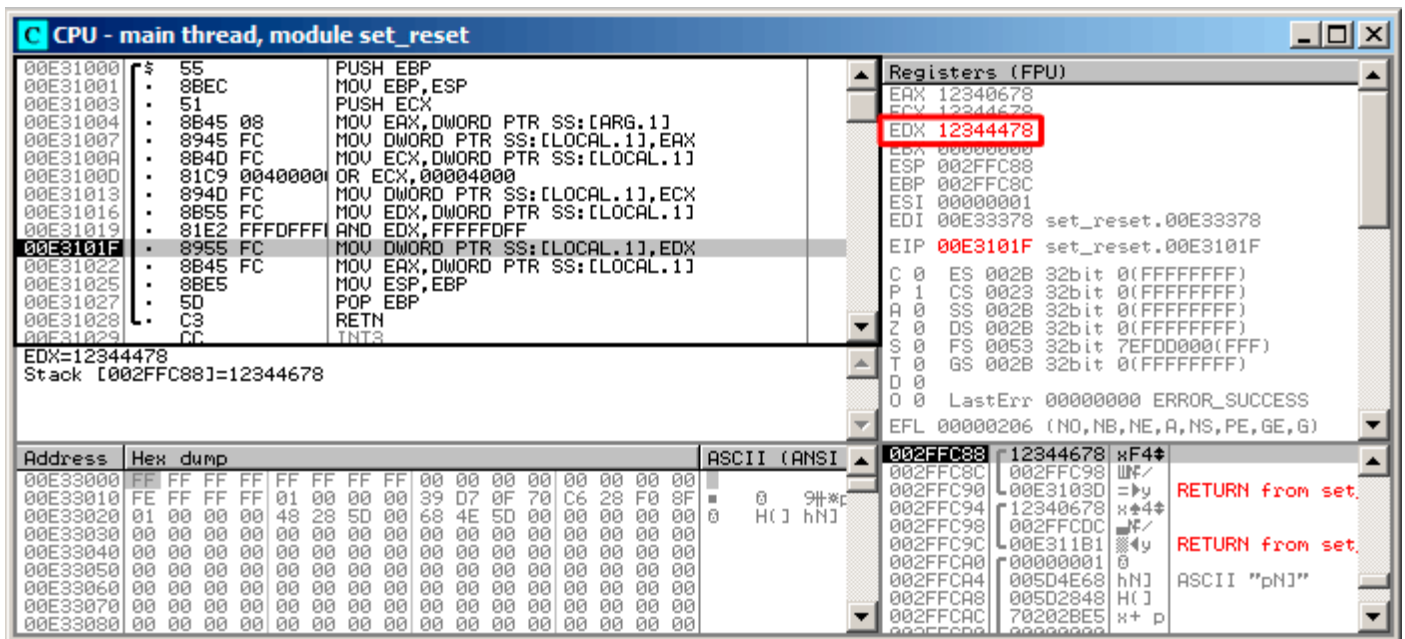 C CPU - main thread, module set_reset
00E31000 $ 55 PUSH EBP
00E31001 . 8BEC MOV EBP,ESP
00E31003 . 51 PUSH ECX
00E31004 . 8B45 08 MOV EAX,DWORD PTR SS:[ARG.1]
00E31007 . 8945 FC MOV DWORD PTR SS:[LOCAL.1],EAX
00E3100A . 8B4D FC MOV ECX,DWORD PTR SS:[LOCAL.1]
00E3100D . 81C9 0040000 OR ECX,00004000
00E31013 . 894D FC MOV DWORD PTR SS:[LOCAL.1],ECX
00E31016 . 8B55 FC MOV EDX,DWORD PTR SS:[LOCAL.1]
00E31019 . 81E2 FFFDFFF AND EDX,FFFFFDFF
00E3101F . 8955 FC MOV DWORD PTR SS:[LOCAL.1],EDX
00E31022 . 8B45 FC MOV EAX,DWORD PTR SS:[LOCAL.1]
00E31025 . 8BE5 MOV ESP,EBP
00E31027 . 5D POP EBP
00E31028 . C3 RETN
00E31029 CC INT3
EDX=12344478
Stack [002FFC88]=12344678
Registers (FPU)
EAX 12340678
ECX 12344678
EDX 12344478
EBX 00000000
ESP 002FFC88
EBP 002FFC8C
ESI 00000001
EDI 00E33378 set_reset.00E33378
EIP 00E3101F set_reset.00E3101F
C 0 ES 002B 32bit 0(FFFFFFFF)
P 1 CS 0023 32bit 0(FFFFFFFF)
A 0 SS 002B 32bit 0(FFFFFFFF)
Z 0 DS 002B 32bit 0(FFFFFFFF)
S 0 FS 0053 32bit 7EFDD000(FFF)
T 0 GS 002B 32bit 0(FFFFFFFF)
D 0
O 0 LastErr 00000000 ERROR_SUCCESS
EFL 00000206 (NO,NB,NE,A,NS,PE,GE,G)
Address Hex dump ASCII (ANSI
00E33000 FF FF FF FF FF FF FF FF 00 00 00 00 00 00 00 00
00E33010 FE FF FF FF 01 00 00 00 39 D7 0F 70 C6 28 F0 8F
00E33020 01 00 00 00 48 28 5D 00 68 4E 5D 00 00 00 00 00 H(] hN]
00E33030 00 00 00 00 00 00 00 00 00 00 00 00 00 00 00 00
00E33040 00 00 00 00 00 00 00 00 00 00 00 00 00 00 00 00
00E33050 00 00 00 00 00 00 00 00 00 00 00 00 00 00 00 00
00E33060 00 00 00 00 00 00 00 00 00 00 00 00 00 00 00 00
00E33070 00 00 00 00 00 00 00 00 00 00 00 00 00 00 00 00
00E33080 00 00 00 00 00 00 00 00 00 00 00 00 00 00 00 00
002FFC88 12344678 xF4
002FFC8C 002FFC98
002FFC90 00E3103D RETURN from set
002FFC94 12340678
002FFC98 002FFCDC
002FFC9C 00E311B1 RETURN from set
002FFCA0 00000001
002FFCA4 005D4E68 hN] ASCII "pN]"
002FFCA8 005D2848 H(]
002FFCAC 70202BE5 x+ p